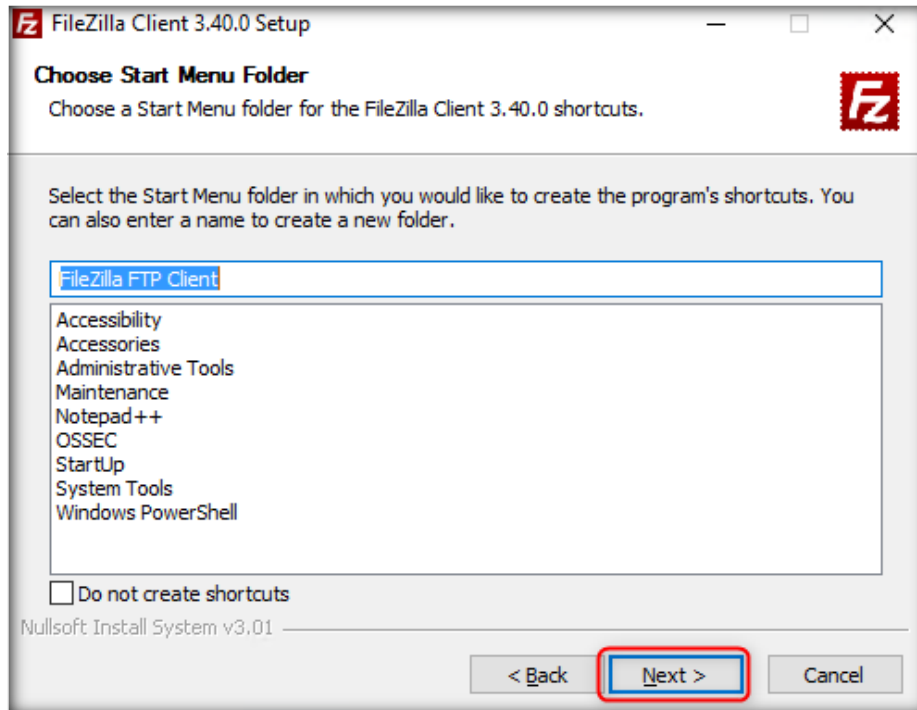 FileZilla Client 3.40.0 Setup
Choose Start Menu Folder
Choose a Start Menu folder for the FileZilla Client 3.40.0 shortcuts.
Fz
Select the Start Menu folder in which you would like to create the program's shortcuts. You
can also enter a name to create a new folder.
FileZilla FTP Client
Accessibility
Accessories
Administrative Tools
Maintenance
Notepad++
OSSEC
StartUp
System Tools
Windows PowerShell
Do not create shortcuts
Nullsoft Install System v3.01
< Back
Next >
Cancel